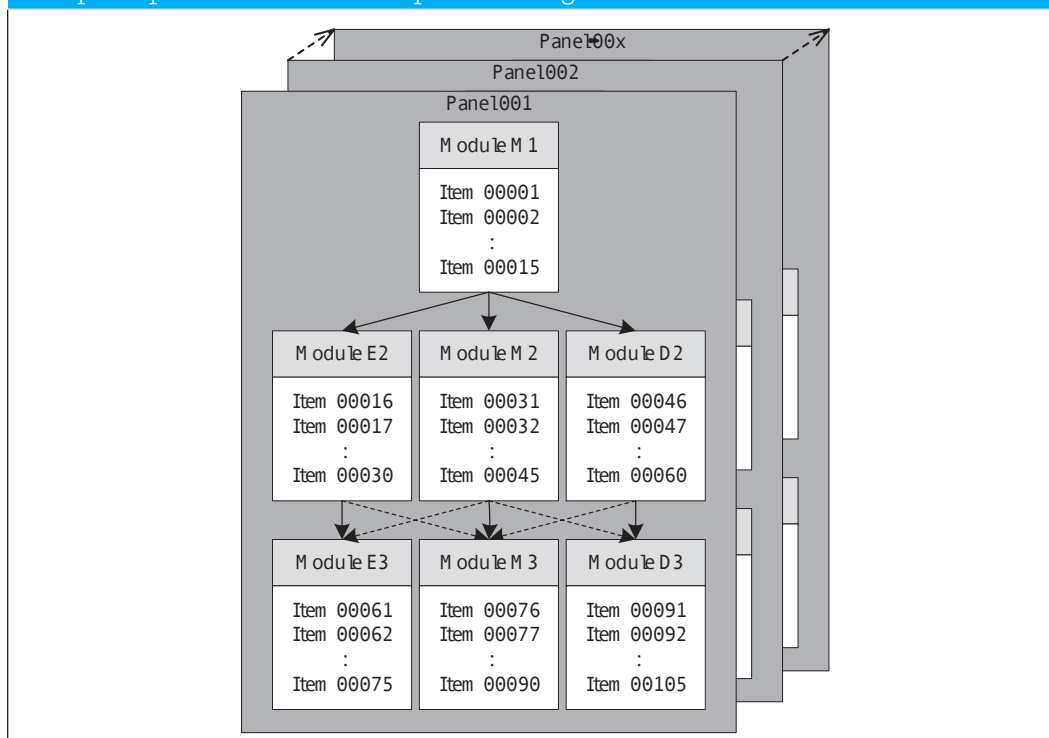 Panel00x
Panel002
Panel001
Module M1
Item 00001
Item 00002
:
Item 00015
Module E2 Module M2 Module D2
Item 00016 Item 00031 Item 00046
Item 00017 Item 00032 Item 00047
: : :
Item 00030 Item 00045 Item 00060
Module E3 Module M3 Module D3
Item 00061 Item 00076 Item 00091
Item 00062 Item 00077 Item 00092
: : :
Item 00075 Item 00090 Item 00105